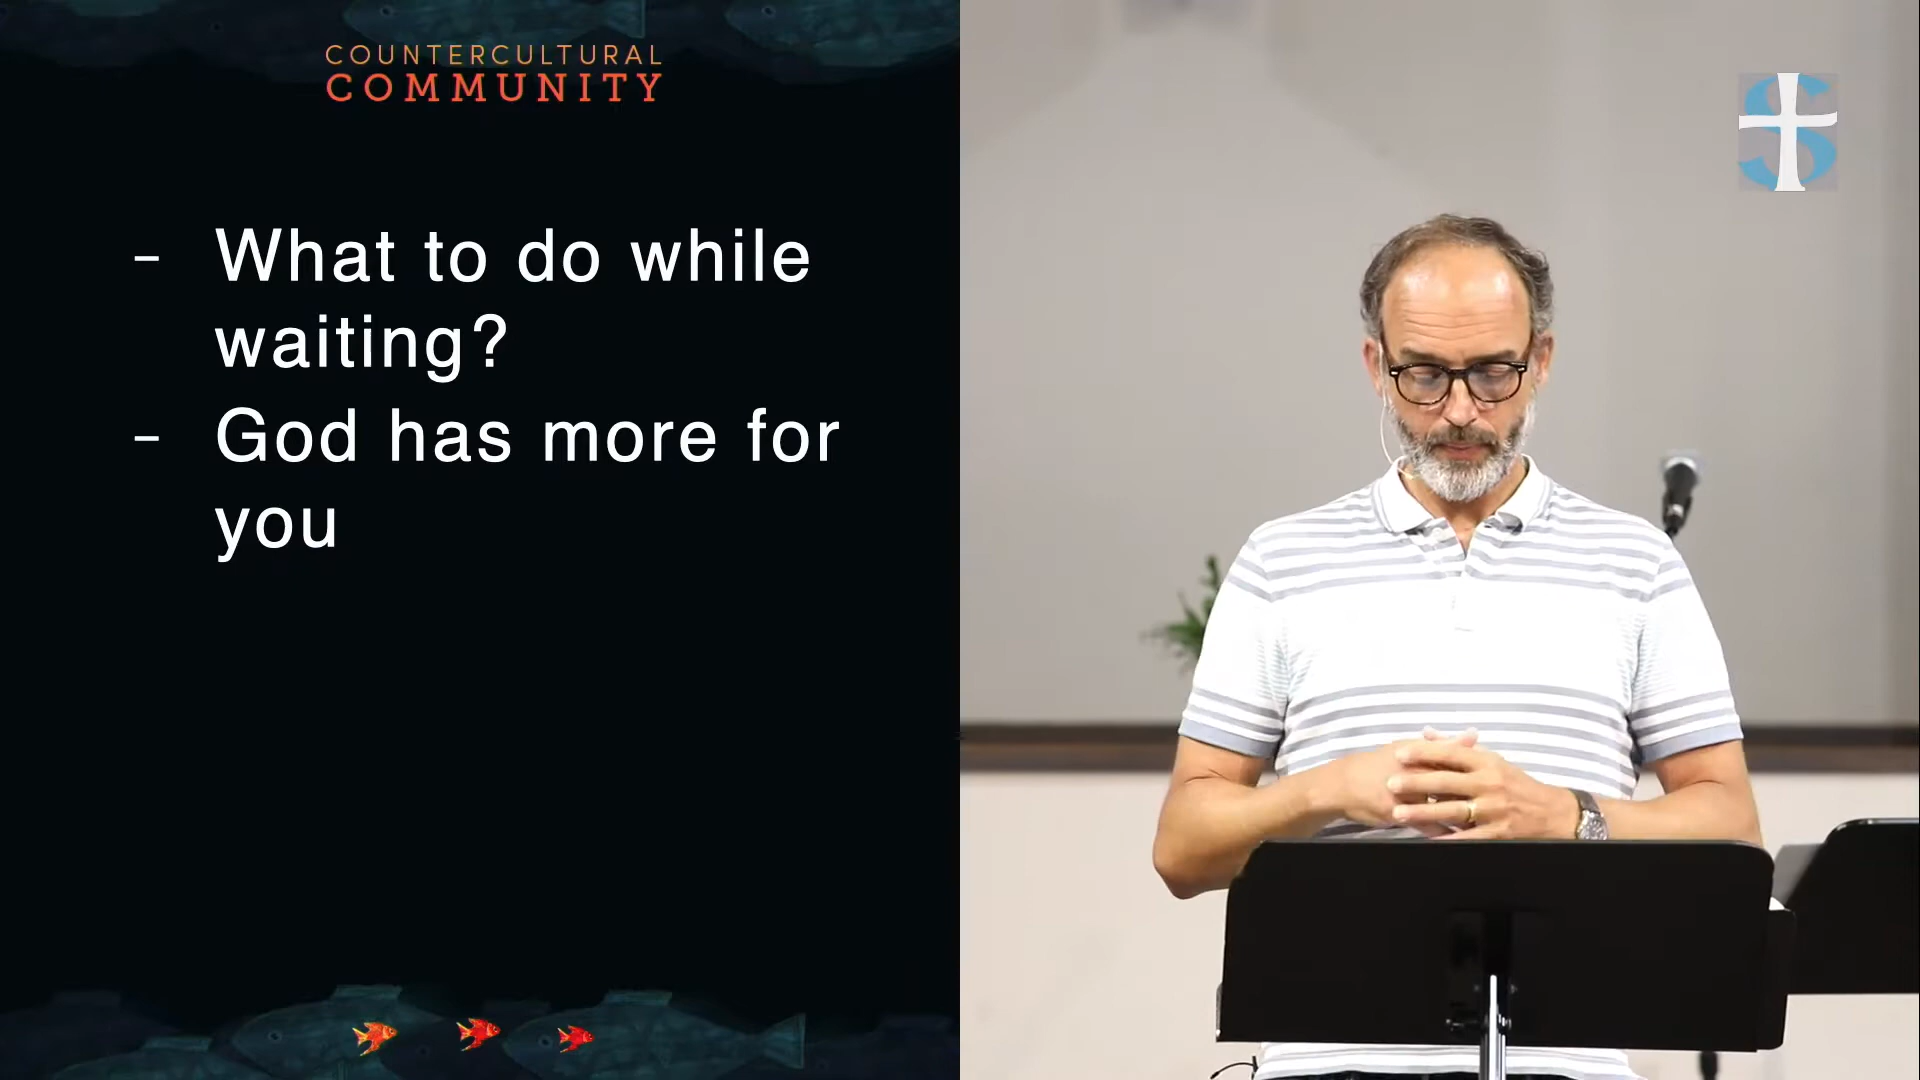 COUNTERCULTURAL
COMMUNITY
- What to do while
waiting?
- God has more for
you
S